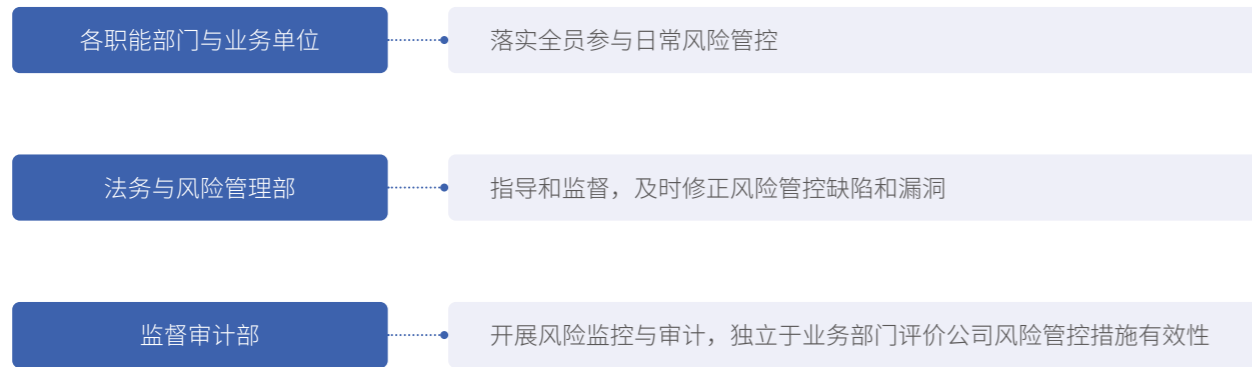 各职能部门与业务单位
落实全员参与日常风险管控
法务与风险管理部
指导和监督，及时修正风险管控缺陷和漏洞
监督审计部
开展风险监控与审计，独立于业务部门评价公司风险管控措施有效性